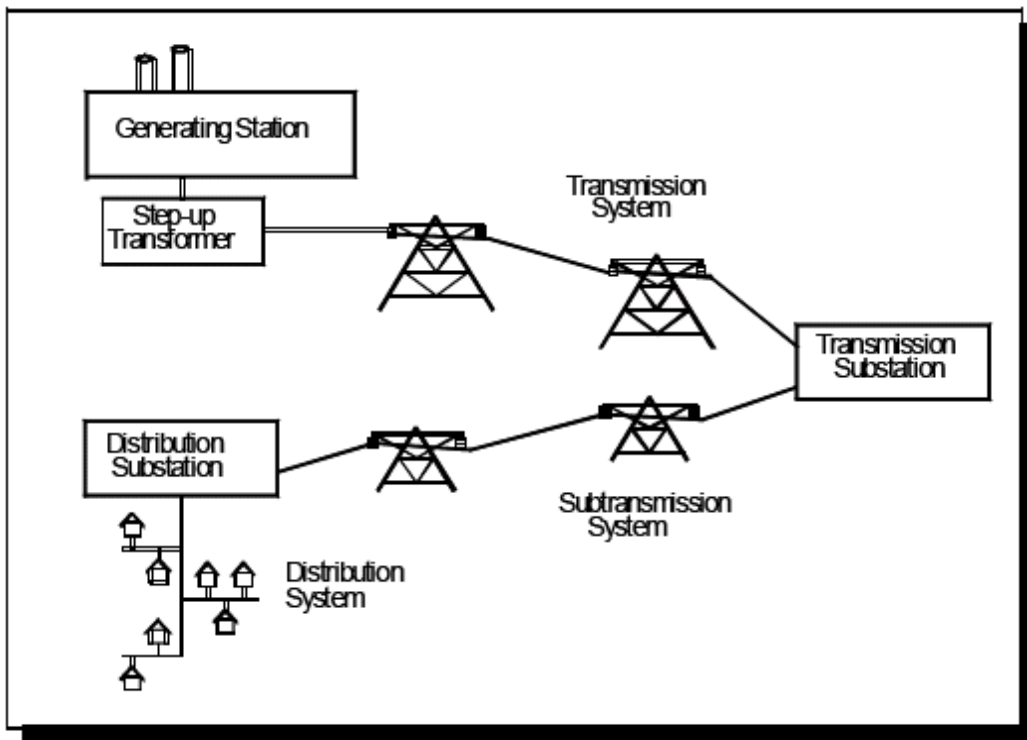 Generating Station
Step-up
Transformer
Transmission
System
Transmission
Substation
Distribution
Substation
Subtransmission
System
Distribution
System